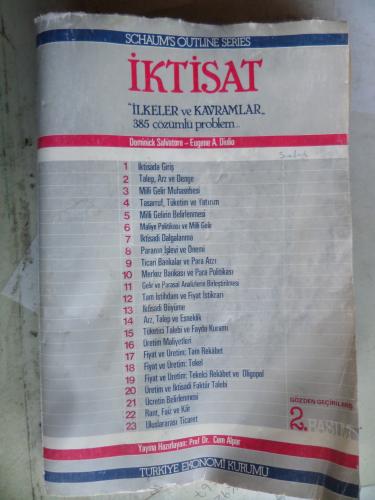 SCHAUM'S OUTLINE SERIES
İKTİSAT
"İLKELER ve KAVRAMLAR„
385 çözümlü problem...
Dominick Salvatore - Eugene A. Diulio
1 İktisada Giriş
2 Talep, Arz ve Denge
3 Milli Gelir Muhasebesi
4 Tasarruf, Tüketim ve Yatırım
5 Milli Gelirin Belirlenmesi
6 Maliye Politikası ve Milli Gelir
7 İktisadi Dalgalanma
8 Paranın İşlevi ve Önemi
9 Ticari Bankalar ve Para Arzı
10 Merkez Bankası ve Para Politikası
11 Gelir ve Parasal Analizlerin Birleştirilmesi
12 Tam İstihdam ve Fiyat İstikrarı
13 İktisadi Büyüme
14 Arz, Talep ve Esneklik
15 Tüketici Talebi ve Fayda Kuramı
16 Üretim Maliyetleri
17 Fiyat ve Üretim: Tam Rekâbet
18 Fiyat ve Üretim: Tekel
19 Fiyat ve Üretim: Tekelci Rekâbet ve Oligopol
20 Üretim ve İktisadi Faktör Talebi
21 Ücretin Belirlenmesi
22 Rant, Faiz ve Kâr
23 Uluslararası Ticaret
GÖZDEN GEÇİRİLMİŞ
2. BASIM
Yayına Hazırlayan: Prof. Dr. Cem Alpar
TÜRKİYE EKONOMİ KURUMU